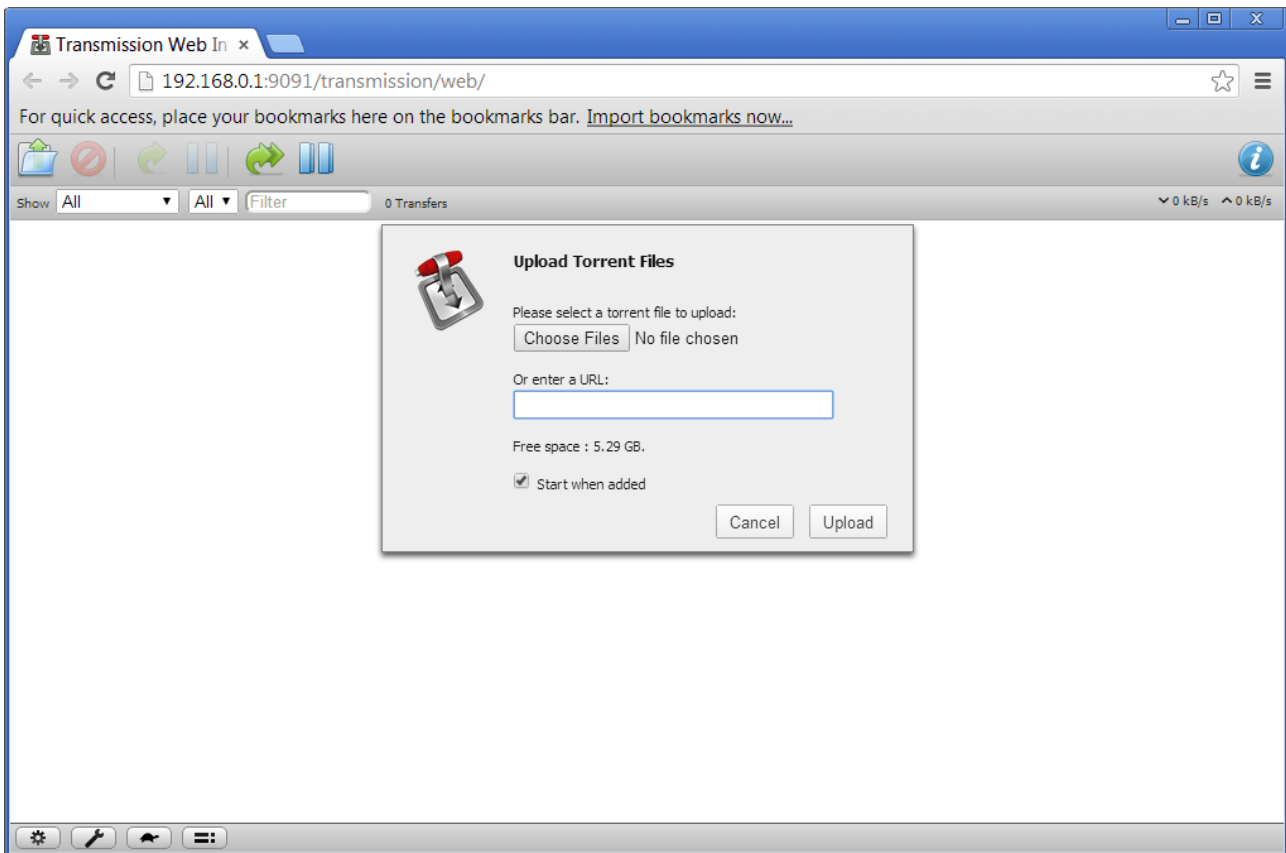 Transmission Web In
192.168.0.1:9091/transmission/web/
For quick access, place your bookmarks here on the bookmarks bar. Import bookmarks now...
Show All All Filter 0 Transfers 0 kB/s 0 kB/s
Upload Torrent Files
Please select a torrent file to upload:
Choose Files No file chosen
Or enter a URL:
Free space : 5.29 GB.
Start when added
Cancel Upload